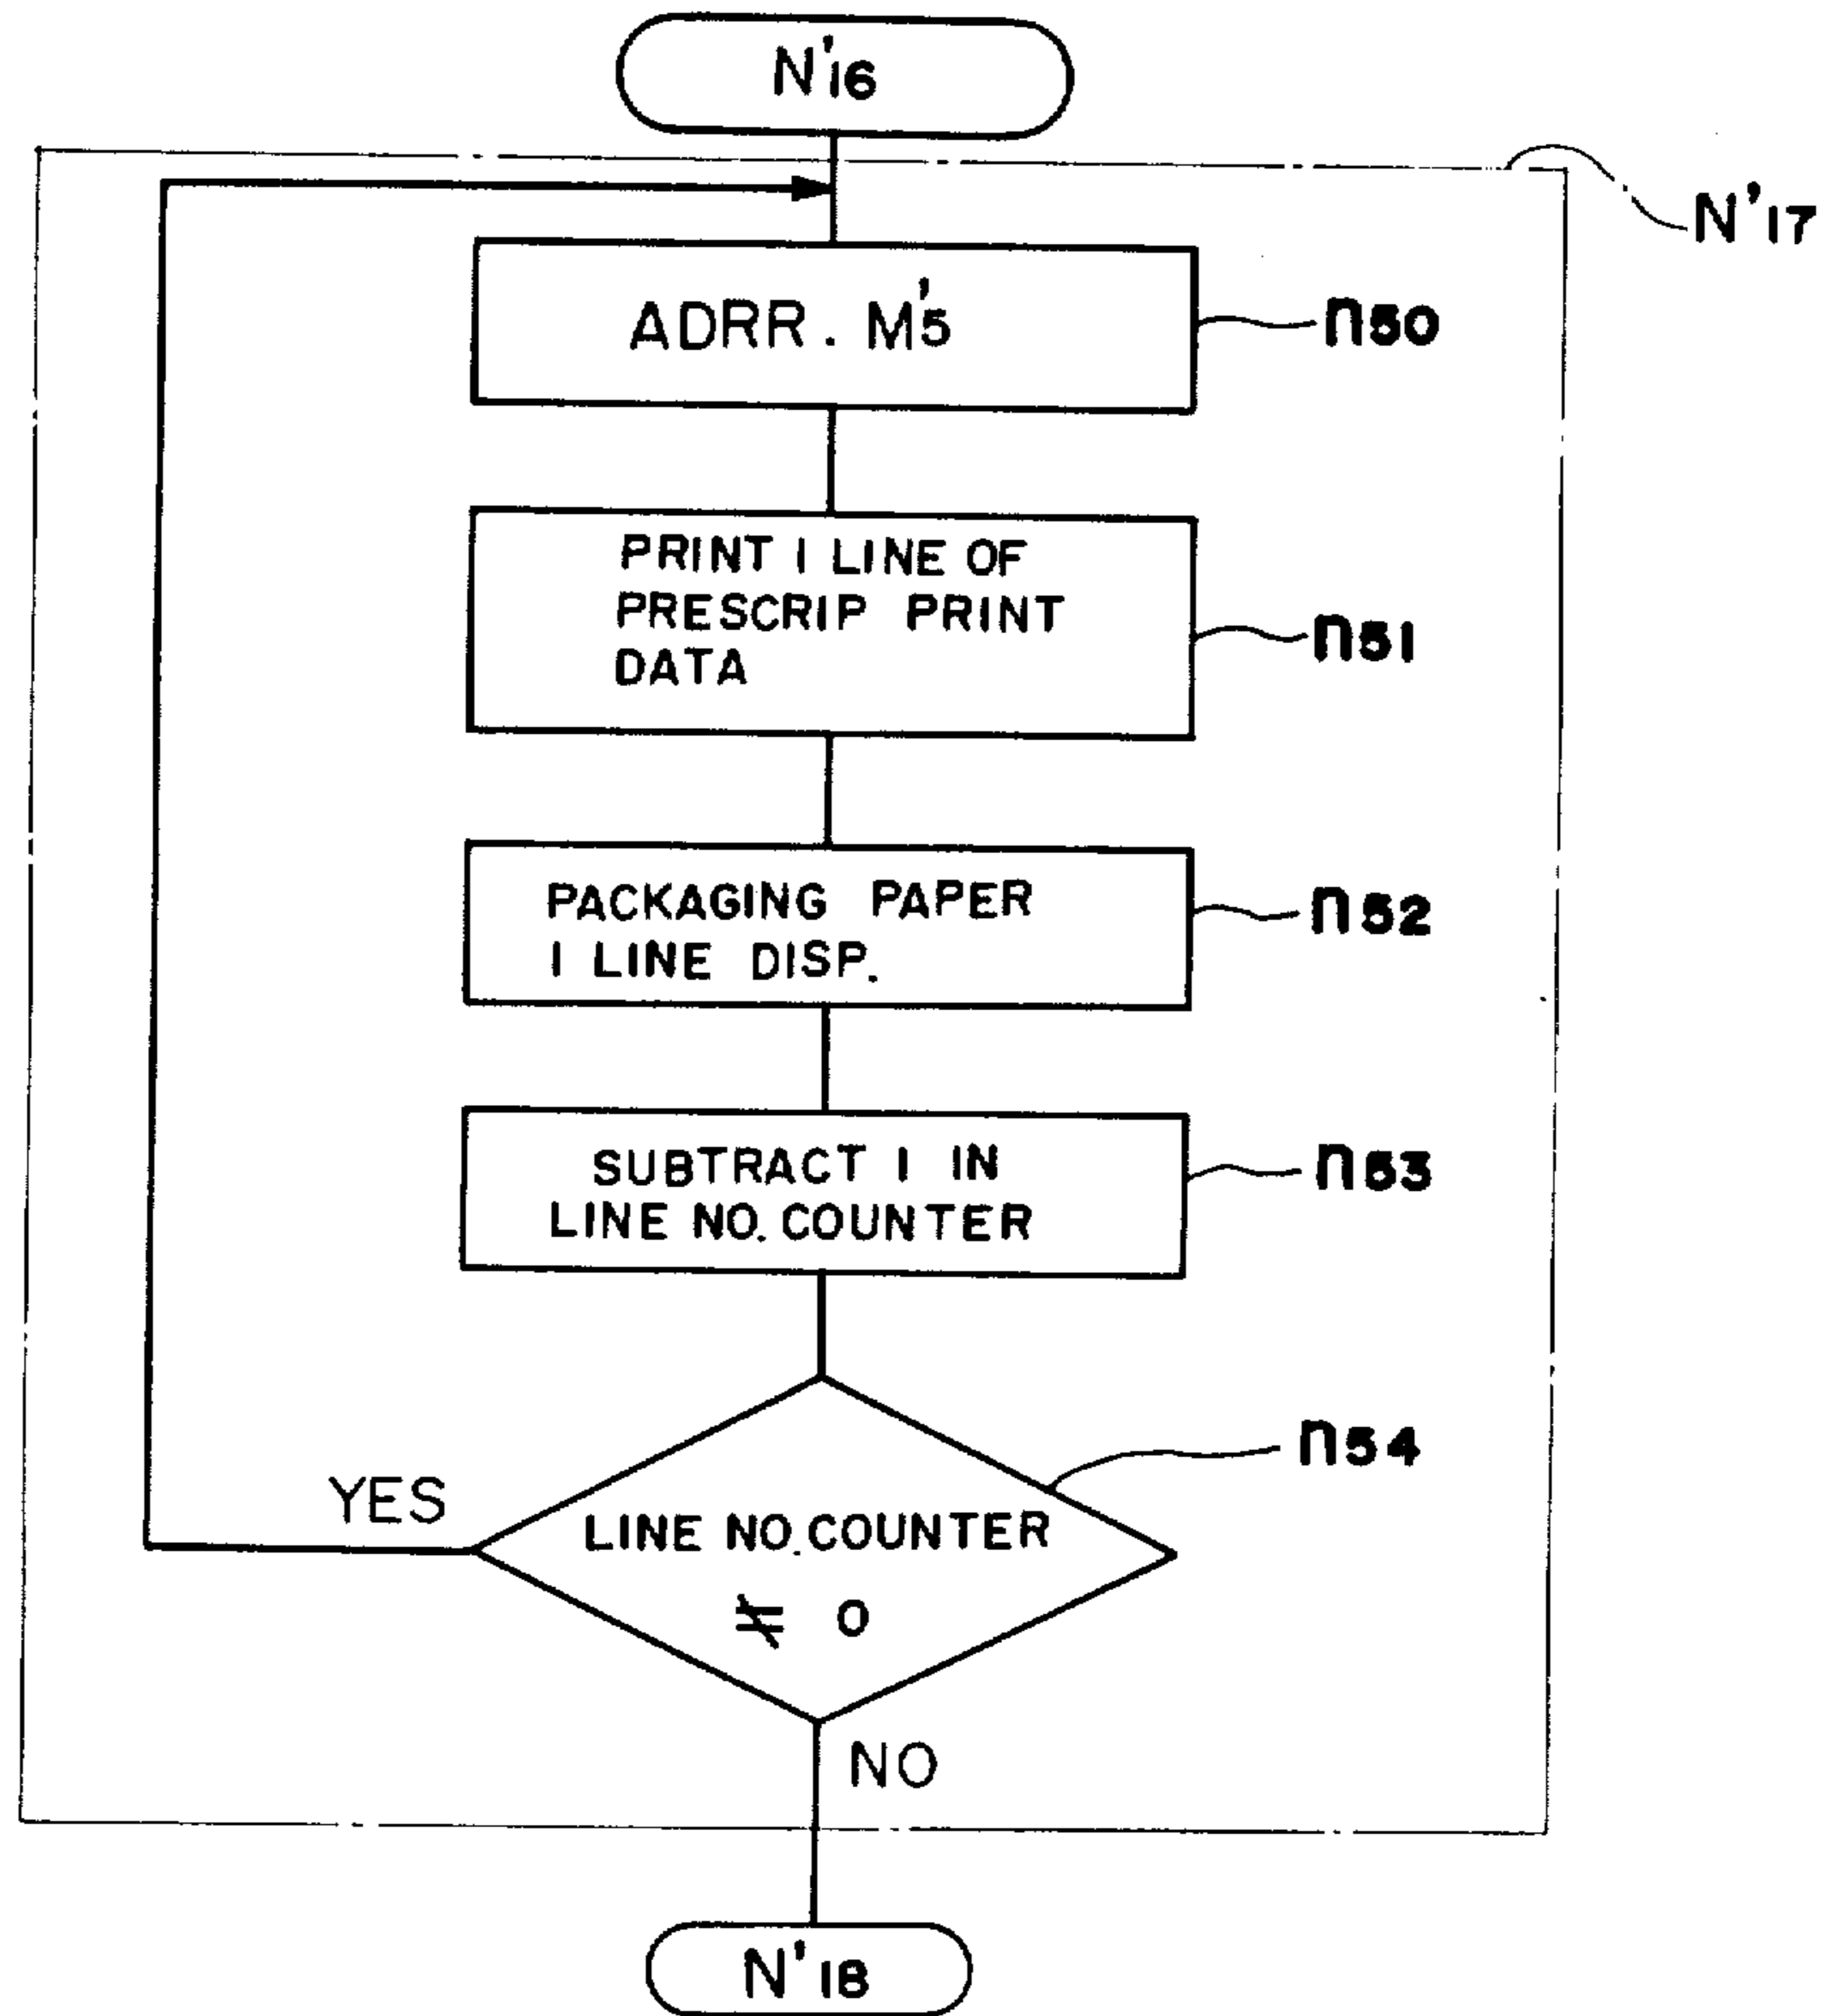 N'16
N'17
ADRR. M'5
n50
PRINT 1 LINE OF
PRESCRIP PRINT
DATA
n51
PACKAGING PAPER
1 LINE DISP.
n52
SUBTRACT 1 IN
LINE NO. COUNTER
n53
n54
YES
LINE NO. COUNTER
≠ 0
NO
N'18